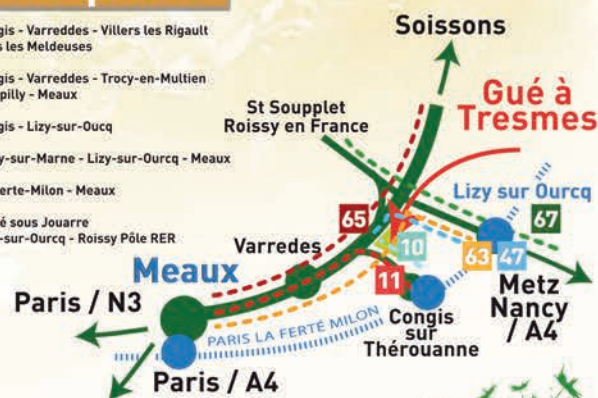 gis - Varreddes - Villers les Rigault
s les Meldeuses
gis - Varreddes - Trocy-en-Multien
pilly - Meaux
gis - Lizy-sur-Oucq
y-sur-Marne - Lizy-sur-Ourcq - Meaux
erte-Milon - Meaux
é sous Jouarre
-sur-Ourcq - Roissy Pôle RER
Soissons
St Soupplet
Roissy en France
Gué à
Tresmes
Lizy sur Ourcq
65
67
10
63
47
11
Varredes
Meaux
Paris / N3
Metz
Nancy
/ A4
Congis
sur
Thérouanne
PARIS LA FERTÉ MILON
Paris / A4